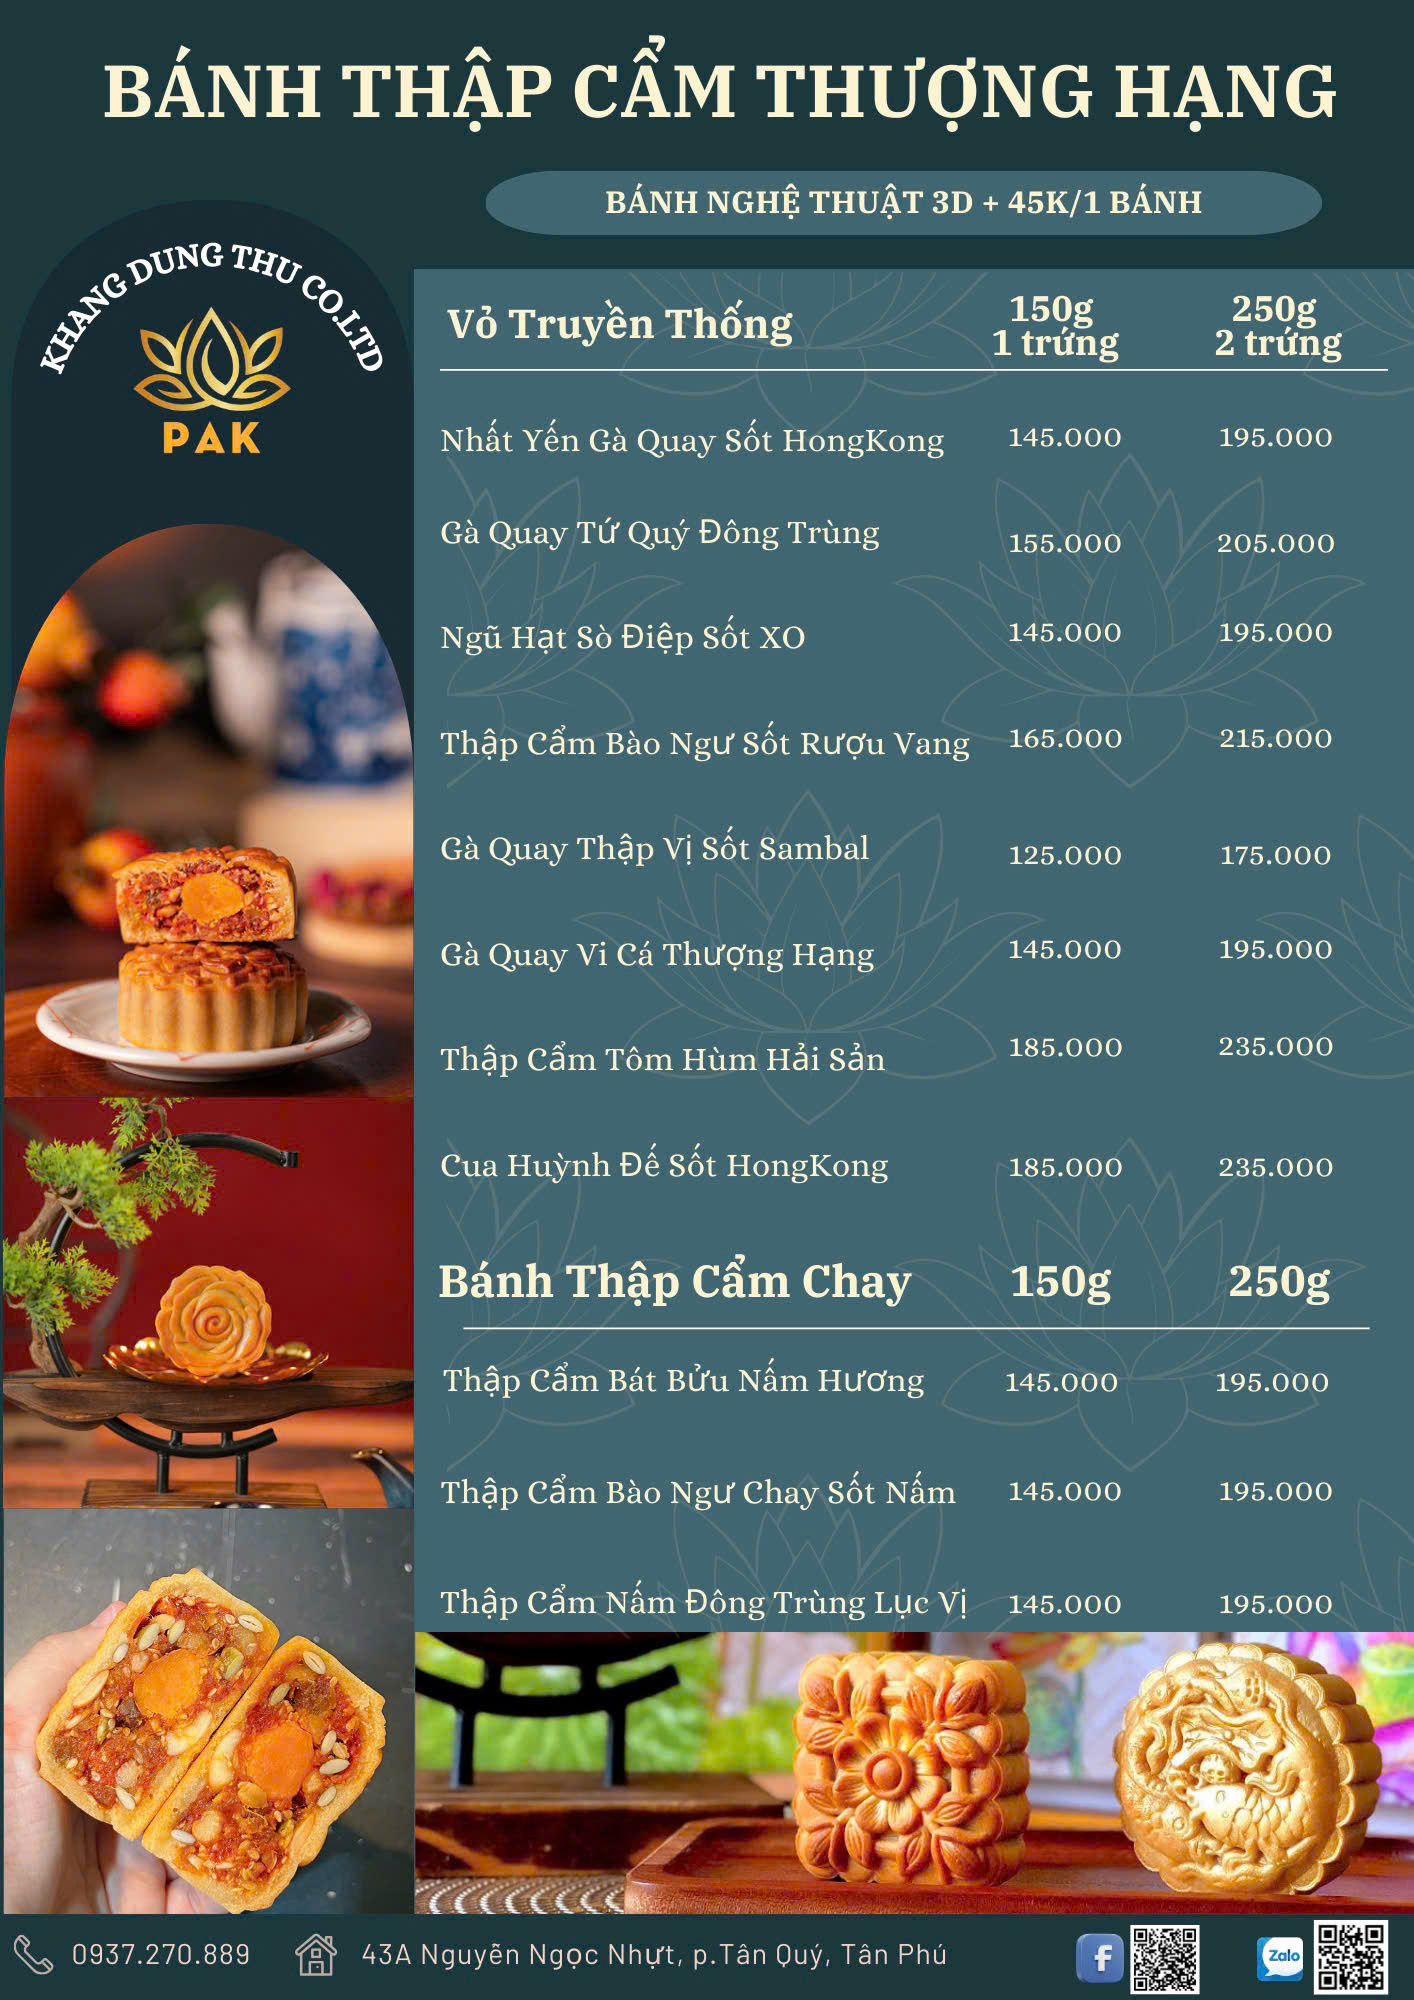 BÁNH THẬP CẨM THƯỢNG HẠNG
BÁNH NGHỆ THUẬT 3D + 45K/1 BÁNH
KHANG DUNG THU CO.LTD
PAK
Vỏ Truyền Thống 150g 1 trứng 250g 2 trứng
Nhất Yến Gà Quay Sốt HongKong 145.000 195.000
Gà Quay Tứ Quý Đông Trùng 155.000 205.000
Ngũ Hạt Sò Điệp Sốt XO 145.000 195.000
Thập Cẩm Bào Ngư Sốt Rượu Vang 165.000 215.000
Gà Quay Thập Vị Sốt Sambal 125.000 175.000
Gà Quay Vi Cá Thượng Hạng 145.000 195.000
Thập Cẩm Tôm Hùm Hải Sản 185.000 235.000
Cua Huỳnh Đế Sốt HongKong 185.000 235.000
Bánh Thập Cẩm Chay 150g 250g
Thập Cẩm Bát Bửu Nấm Hương 145.000 195.000
Thập Cẩm Bào Ngư Chay Sốt Nấm 145.000 195.000
Thập Cẩm Nấm Đông Trùng Lục Vị 145.000 195.000
0937.270.889 43A Nguyễn Ngọc Nhựt, p.Tân Quý, Tân Phú f Zalo